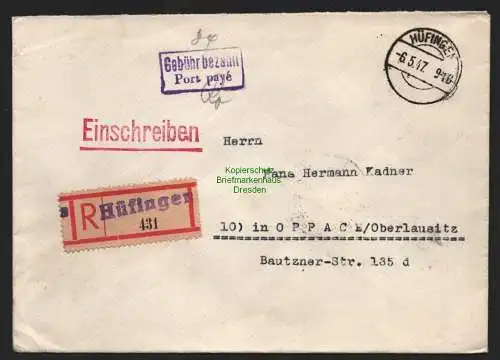 HÜFINGEN
-6.5.47. 9-10
84
Gebühr bezahlt
Port payé
Einschreiben
Herrn
Hans Hermann Kadner
Kopierschutz
Briefmarkenhaus
Dresden
R Hüfingen
431
10) in O P P A C H/Oberlausitz
Bautzner-Str. 135 d